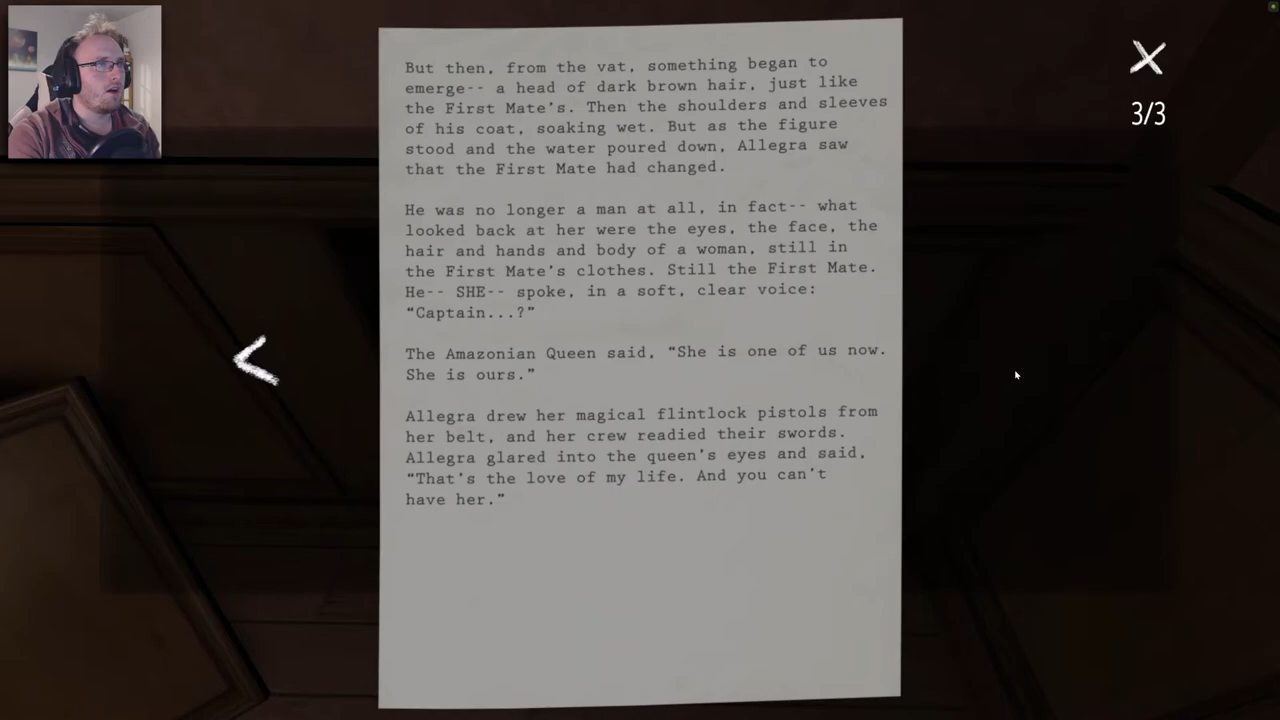 But then, from the vat, something began to
emerge-- a head of dark brown hair, just like
the First Mate's. Then the shoulders and sleeves
of his coat, soaking wet. But as the figure
stood and the water poured down, Allegra saw
that the First Mate had changed.
He was no longer a man at all, in fact-- what
looked back at her were the eyes, the face, the
hair and hands and body of a woman, still in
the First Mate's clothes. Still the First Mate.
He-- SHE-- spoke, in a soft, clear voice:
“Captain...?”
The Amazonian Queen said, “She is one of us now.
She is ours.”
Allegra drew her magical flintlock pistols from
her belt, and her crew readied their swords.
Allegra glared into the queen's eyes and said,
“That's the love of my life. And you can't
have her.”
3/3